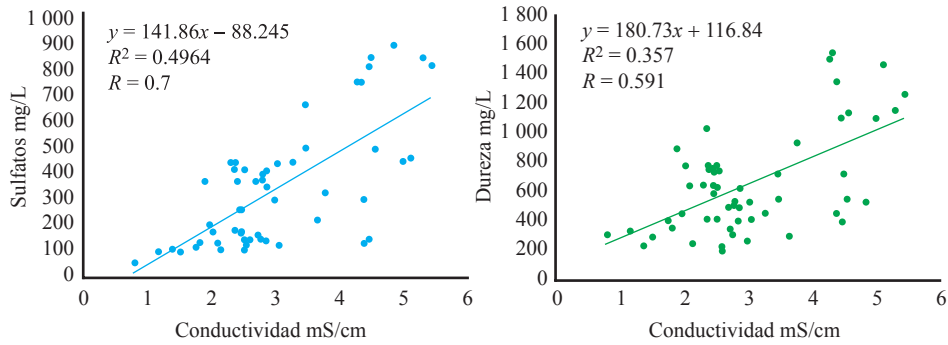 1 000
900
800
700
600
500
400
300
200
100
0
Sulfatos mg/L
y = 141.86x – 88.245
R² = 0.4964
R = 0.7
0 1 2 3 4 5 6
Conductividad mS/cm
1 800
1 600
1 400
1 200
1 000
800
600
400
200
0
Dureza mg/L
y = 180.73x + 116.84
R² = 0.357
R = 0.591
0 1 2 3 4 5 6
Conductividad mS/cm